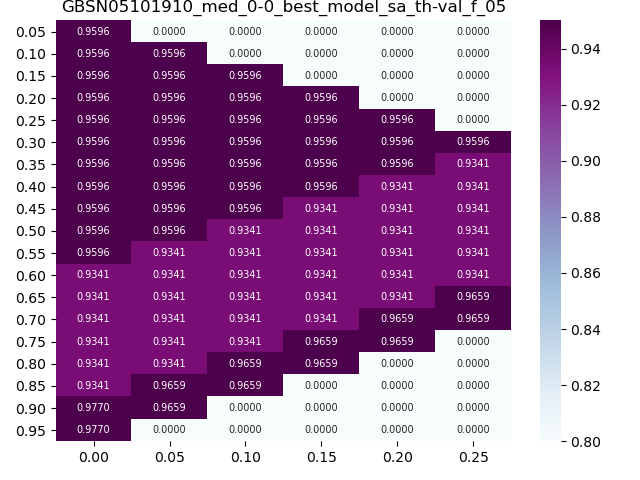 GBSN05101910_med_0-0_best_model_sa_th-val_f_05
0.05 0.9596 0.0000 0.0000 0.0000 0.0000 0.0000
0.10 0.9596 0.9596 0.0000 0.0000 0.0000 0.0000
0.15 0.9596 0.9596 0.9596 0.0000 0.0000 0.0000
0.20 0.9596 0.9596 0.9596 0.9596 0.0000 0.0000
0.25 0.9596 0.9596 0.9596 0.9596 0.9596 0.0000
0.30 0.9596 0.9596 0.9596 0.9596 0.9596 0.9596
0.35 0.9596 0.9596 0.9596 0.9596 0.9596 0.9341
0.40 0.9596 0.9596 0.9596 0.9596 0.9341 0.9341
0.45 0.9596 0.9596 0.9596 0.9341 0.9341 0.9341
0.50 0.9596 0.9596 0.9341 0.9341 0.9341 0.9341
0.55 0.9596 0.9341 0.9341 0.9341 0.9341 0.9341
0.60 0.9341 0.9341 0.9341 0.9341 0.9341 0.9341
0.65 0.9341 0.9341 0.9341 0.9341 0.9341 0.9659
0.70 0.9341 0.9341 0.9341 0.9341 0.9659 0.9659
0.75 0.9341 0.9341 0.9341 0.9659 0.9659 0.0000
0.80 0.9341 0.9341 0.9659 0.9659 0.0000 0.0000
0.85 0.9341 0.9659 0.9659 0.0000 0.0000 0.0000
0.90 0.9770 0.9659 0.0000 0.0000 0.0000 0.0000
0.95 0.9770 0.0000 0.0000 0.0000 0.0000 0.0000
0.00 0.05 0.10 0.15 0.20 0.25
0.94
0.92
0.90
0.88
0.86
0.84
0.82
0.80